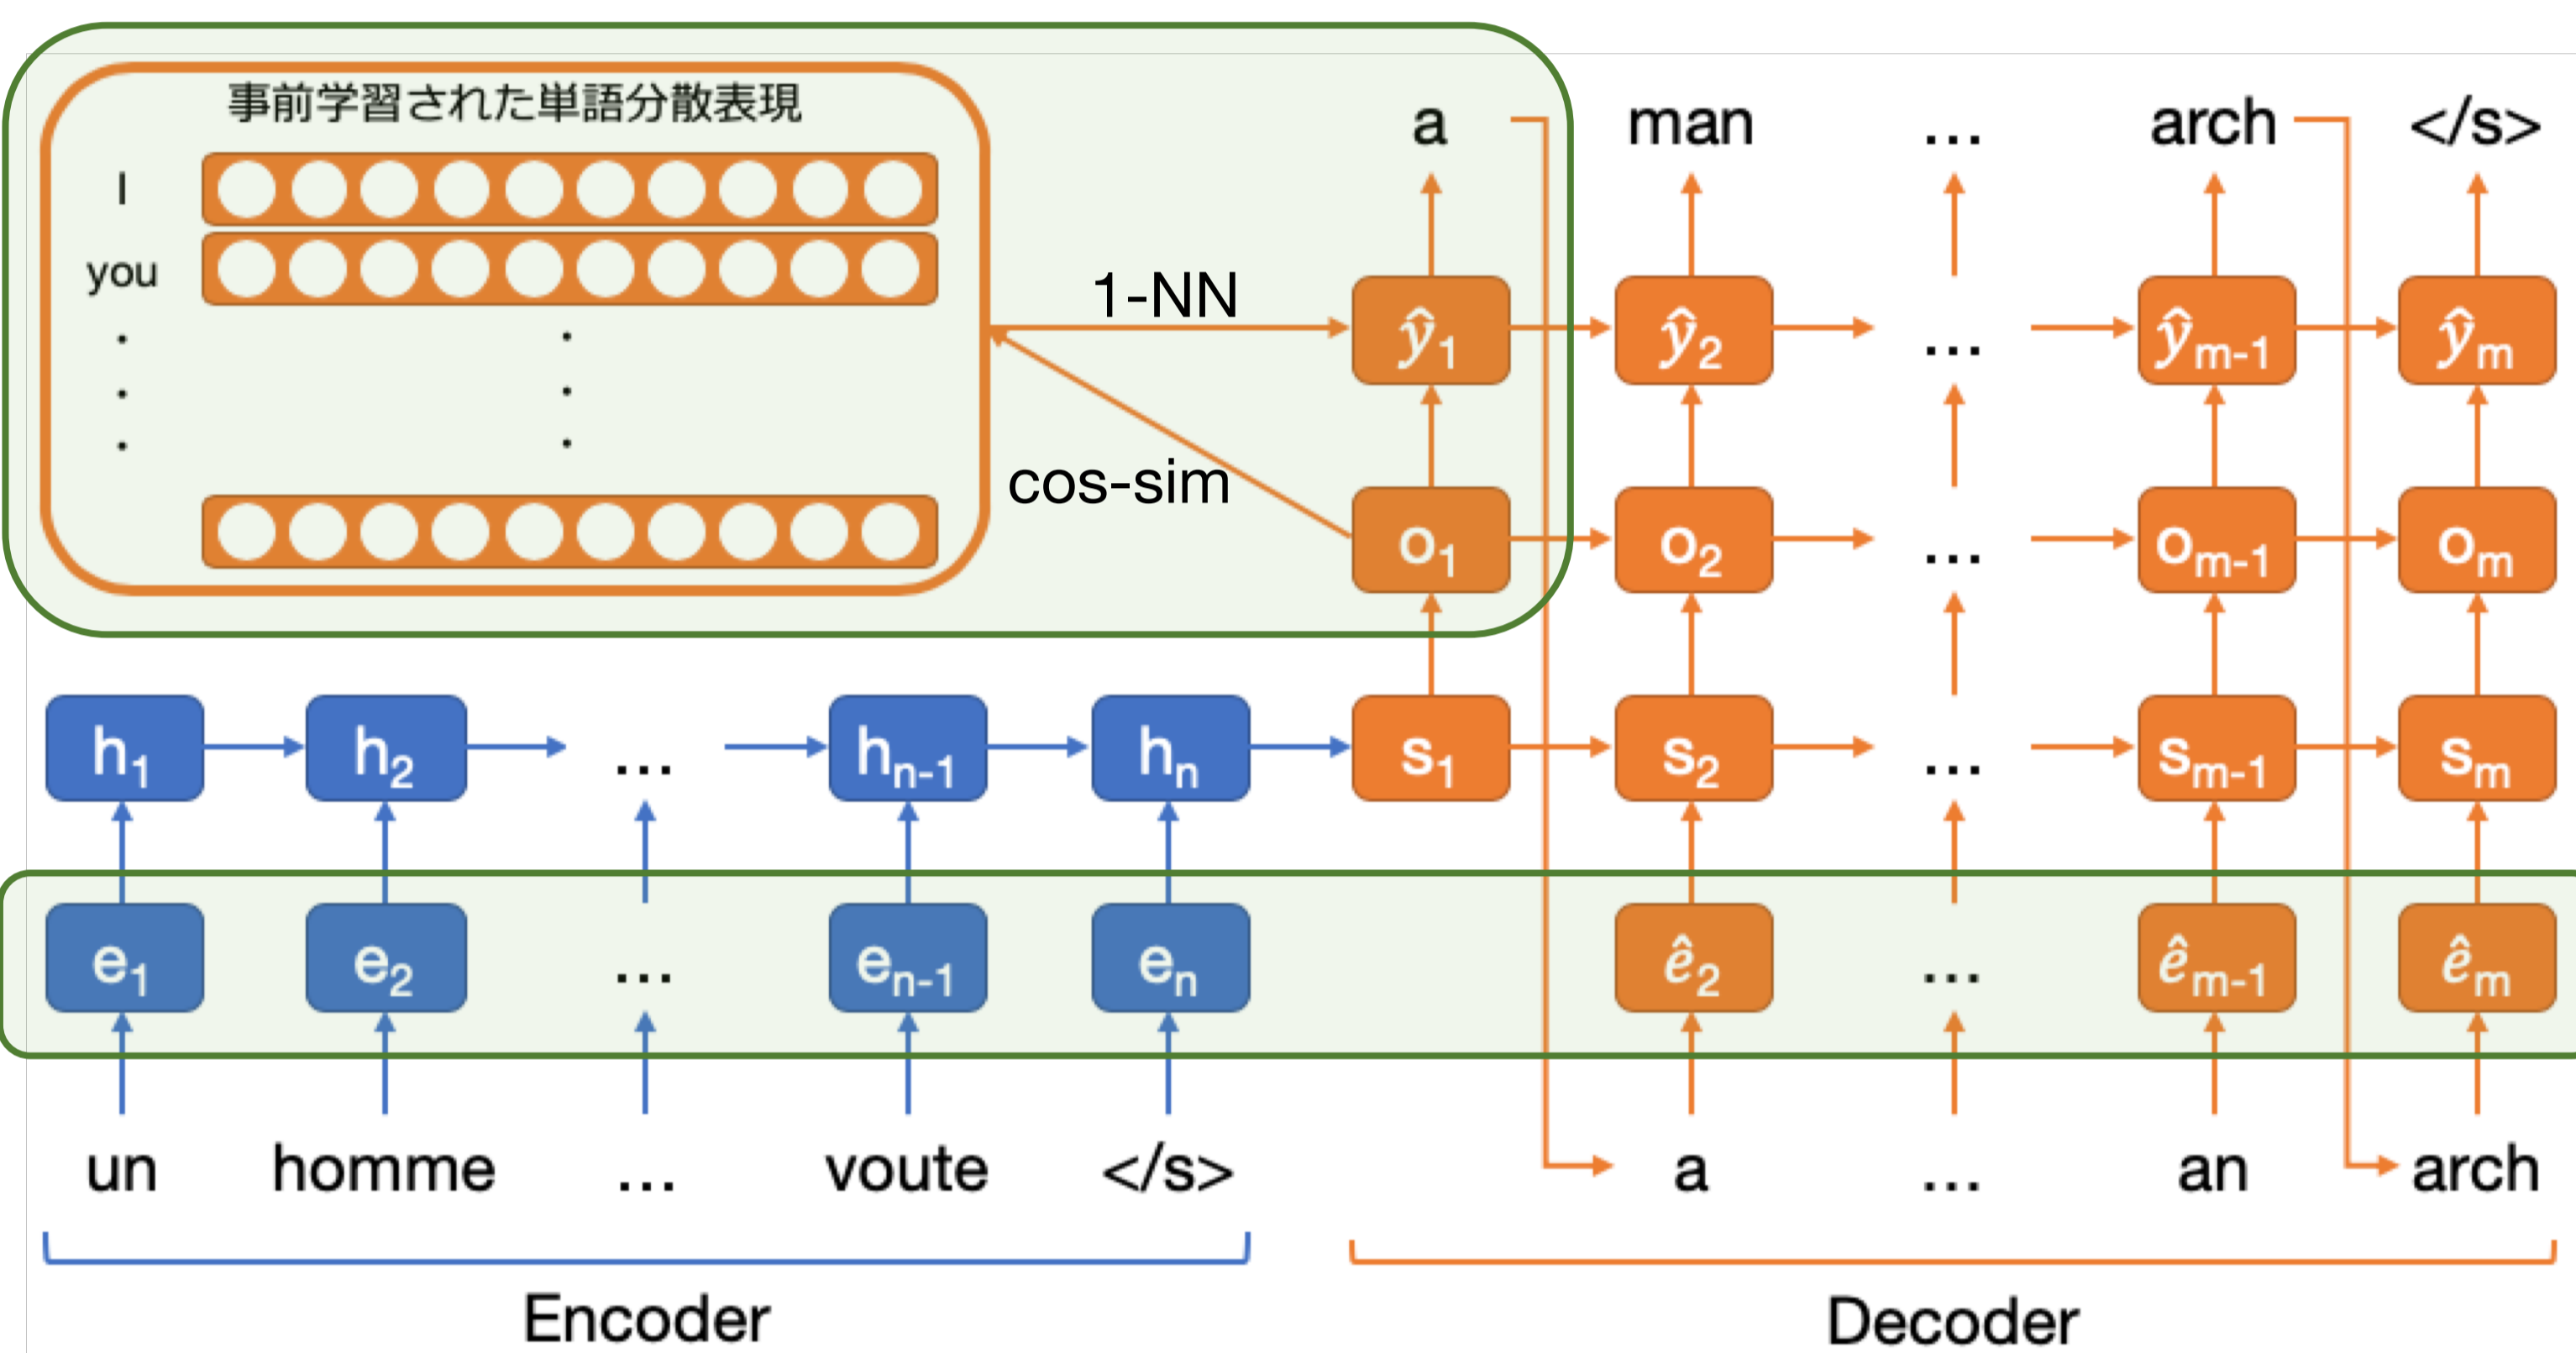 事前学習された単語分散表現
I
you
1-NN
cos-sim
a man ... arch </s>
ŷ1 ŷ2 ... ŷm-1 ŷm
o1 o2 ... om-1 om
h1 h2 ... hn-1 hn s1 s2 ... sm-1 sm
e1 e2 ... en-1 en ê2 ... êm-1 êm
un homme ... voute </s> a ... an arch
Encoder Decoder